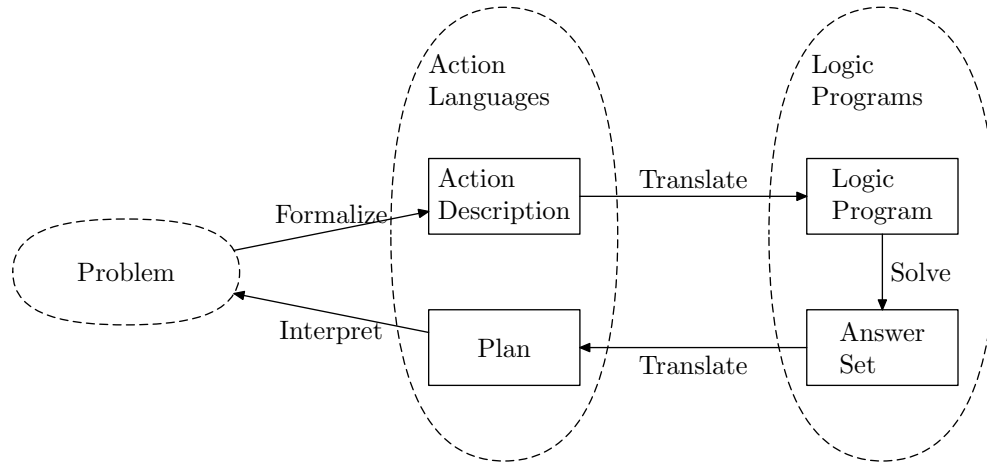 Action
Languages
Logic
Programs
Action
Description
Translate
Logic
Program
Formalize
Problem
Solve
Interpret
Plan
Translate
Answer
Set